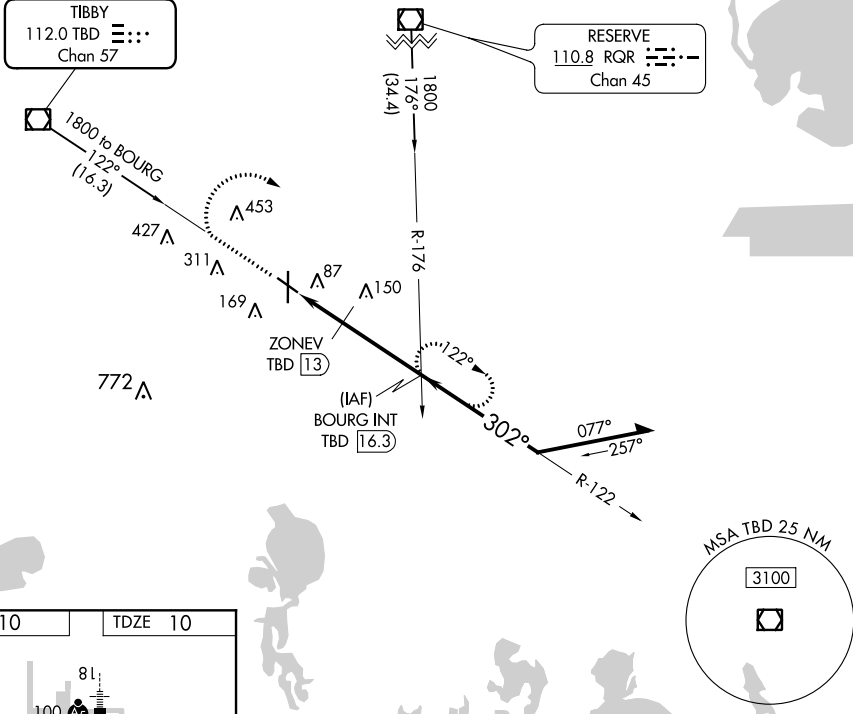 TIBBY
112.0 TBD
Chan 57
RESERVE
110.8 RQR
Chan 45
1800
176°
(34.4)
1800 to BOURG
122°
(16.3)
453
427
311
R-176
87
150
169
ZONEV
TBD 13
122°
772
(IAF)
BOURG INT
TBD 16.3
302°
077°
257°
R-122
MSA TBD 25 NM
3100
10
TDZE 10
18
100